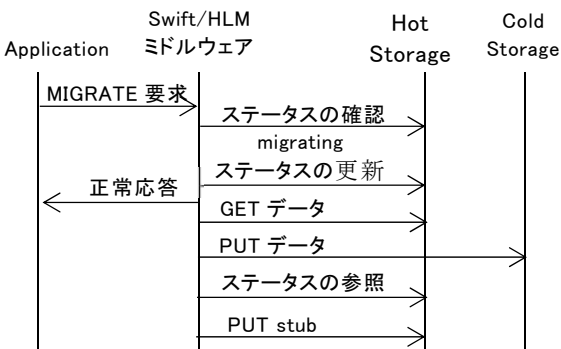 Swift/HLM
ミドルウェア
Application
Hot
Storage
Cold
Storage
MIGRATE 要求
ステータスの確認
migrating
ステータスの更新
正常応答
GET データ
PUT データ
ステータスの参照
PUT stub